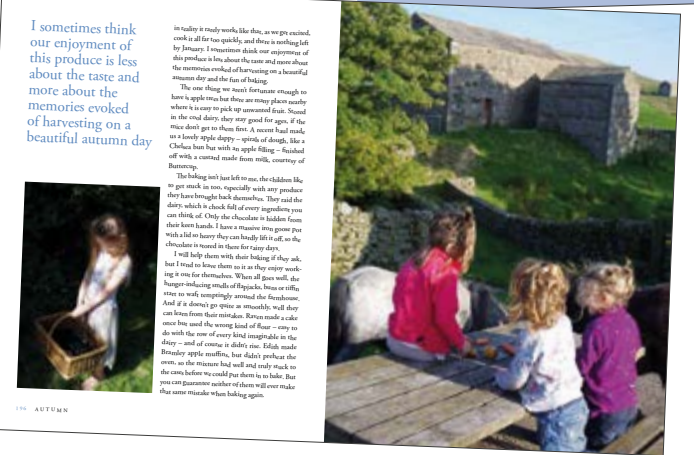 I sometimes think
our enjoyment of
this produce is less
about the taste and
more about the
memories evoked
of harvesting on a
beautiful autumn day
in reality it rarely works like that, as we get excited,
cook it all far too quickly, and there is nothing left
by January. I sometimes think our enjoyment of
this produce is less about the taste and more about
the memories evoked of harvesting on a beautiful
autumn day and the fun of baking.
The one thing we aren't fortunate enough to
have is apple trees but there are many places nearby
where it is easy to pick up unwanted fruit. Stored
in the coal dairy, they stay good for ages, if the
mice don't get to them first. A recent haul made
us a lovely apple dappy – spirals of dough, like a
Chelsea bun but with an apple filling – finished
off with a custard made from milk, courtesy of
Buttercup.
The baking isn't just left to me, the children like
to get stuck in too, especially with any produce
they have brought back themselves. They raid the
dairy, which is chock full of every ingredient you
can think of. Only the chocolate is hidden from
their keen hands. I have a massive iron goose pot
with a lid so heavy they can hardly lift it off, so the
chocolate is stored in there for rainy days.
I will help them with their baking if they ask,
but I tend to leave them to it as they enjoy work-
ing it out for themselves. When all goes well, the
hunger-inducing smells of flapjacks, buns or tiffin
start to waft temptingly around the farmhouse.
And if it doesn't go quite as smoothly, well they
can learn from their mistakes. Raven made a cake
once but used the wrong kind of flour – easy to
do with the row of every kind imaginable in the
dairy – and of course it didn't rise. Edith made
Bramley apple muffins, but didn't preheat the
oven, so the mixture had well and truly stuck to
the cases before we could put them in to bake. But
you can guarantee neither of them will ever make
that same mistake when baking again.
AUTUMN